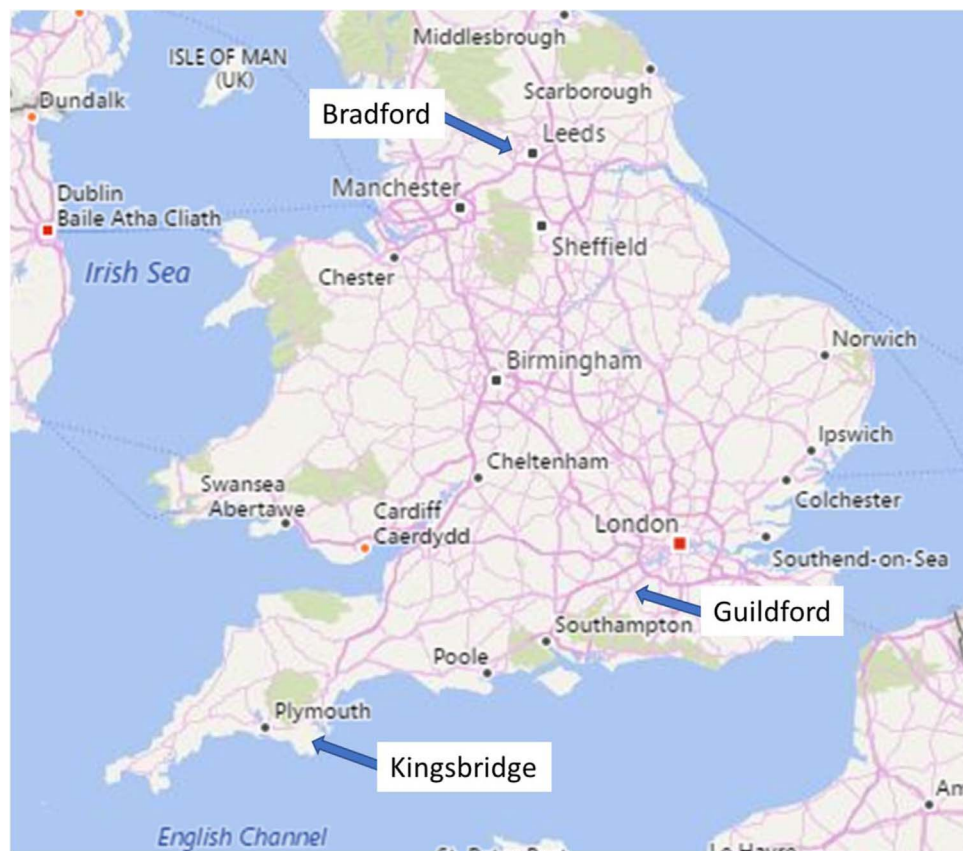 Middlesbrough
ISLE OF MAN
(UK)
Scarborough
Dundalk
Bradford
Leeds
Manchester
Dublin
Baile Atha Cliath
Sheffield
Irish Sea
Chester
Norwich
Birmingham
Ipswich
Cheltenham
Swansea
Abertawe
Colchester
Cardiff
Caerdydd
London
Southend-on-Sea
Guildford
Southampton
Poole
Plymouth
Kingsbridge
Am
English Channel